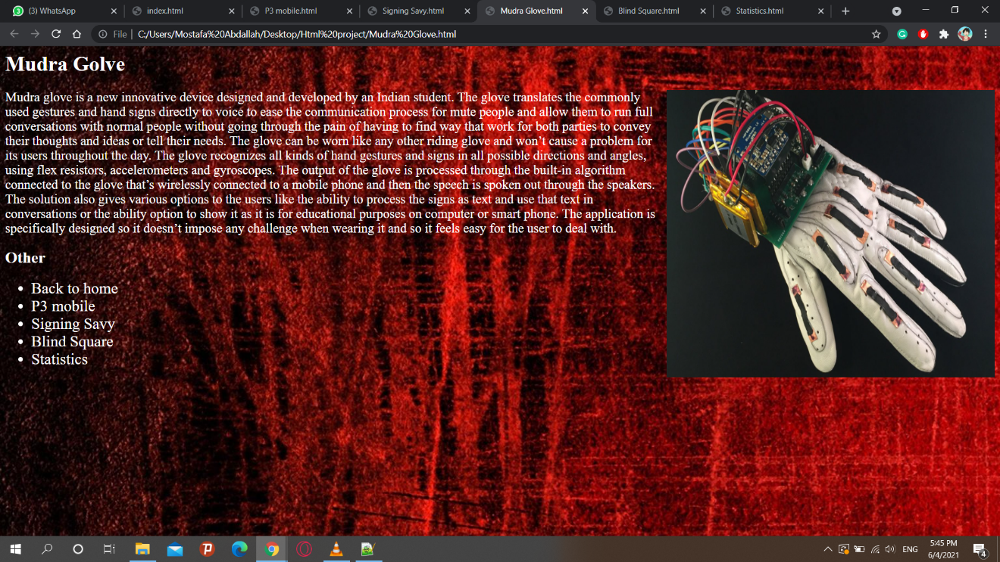 (3) WhatsApp
index.html
P3 mobile.html
Signing Savy.html
Mudra Glove.html
Blind Square.html
Statistics.html
File | C:/Users/Mostafa%20Abdallah/Desktop/Html%20project/Mudra%20Glove.html
Mudra Golve
Mudra glove is a new innovative device designed and developed by an Indian student. The glove translates the commonly
used gestures and hand signs directly to voice to ease the communication process for mute people and allow them to run full
conversations with normal people without going through the pain of having to find way that work for both parties to convey
their thoughts and ideas or tell their needs. The glove can be worn like any other riding glove and won’t cause a problem for
its users throughout the day. The glove recognizes all kinds of hand gestures and signs in all possible directions and angles,
using flex resistors, accelerometers and gyroscopes. The output of the glove is processed through the built-in algorithm
connected to the glove that’s wirelessly connected to a mobile phone and then the speech is spoken out through the speakers.
The solution also gives various options to the users like the ability to process the signs as text and use that text in
conversations or the ability option to show it as it is for educational purposes on computer or smart phone. The application is
specifically designed so it doesn’t impose any challenge when wearing it and so it feels easy for the user to deal with.
Other
• Back to home
• P3 mobile
• Signing Savy
• Blind Square
• Statistics
ENG
5:45 PM
6/4/2021
4